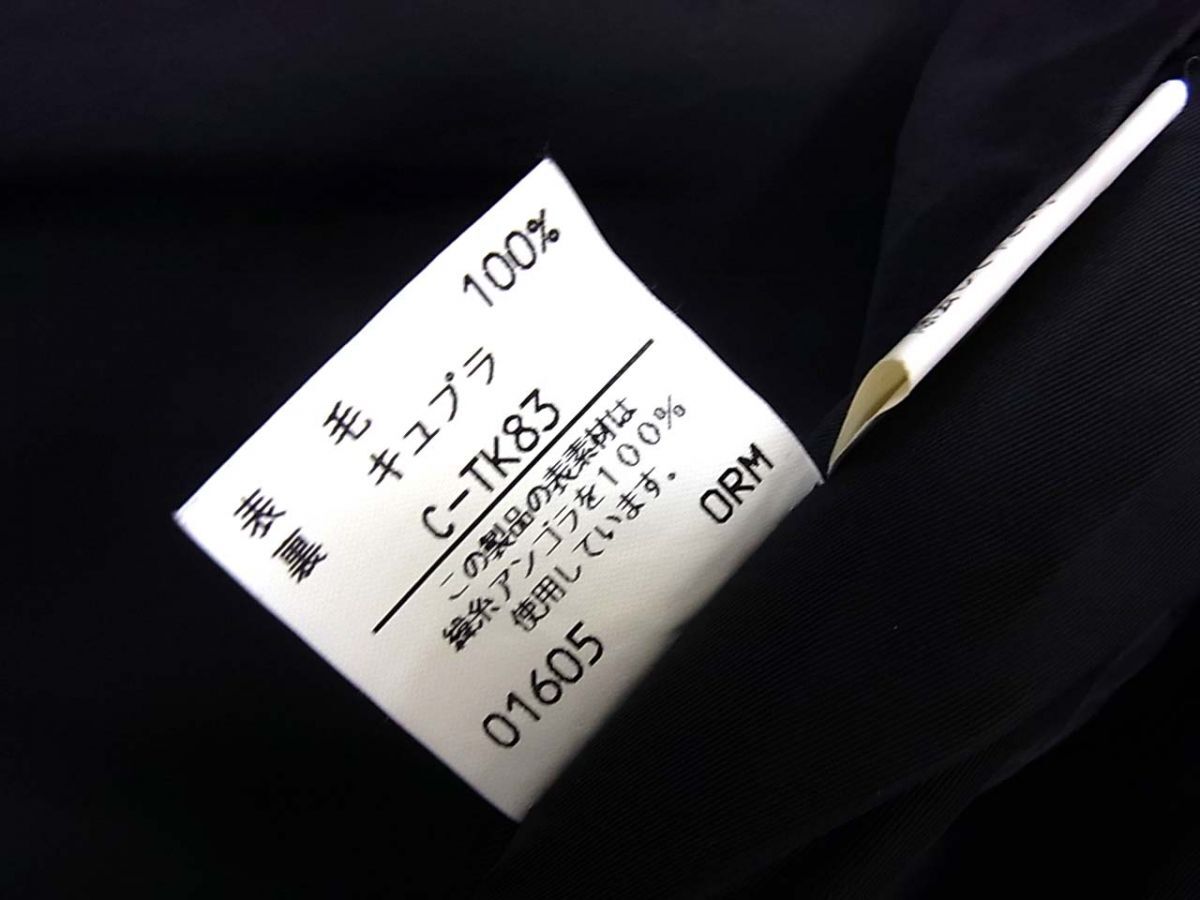 表 毛 100%
裏 キュプラ
C-TK83
この製品の表素材は
緯糸アンゴラを100%
使用しています。
01605 ORM